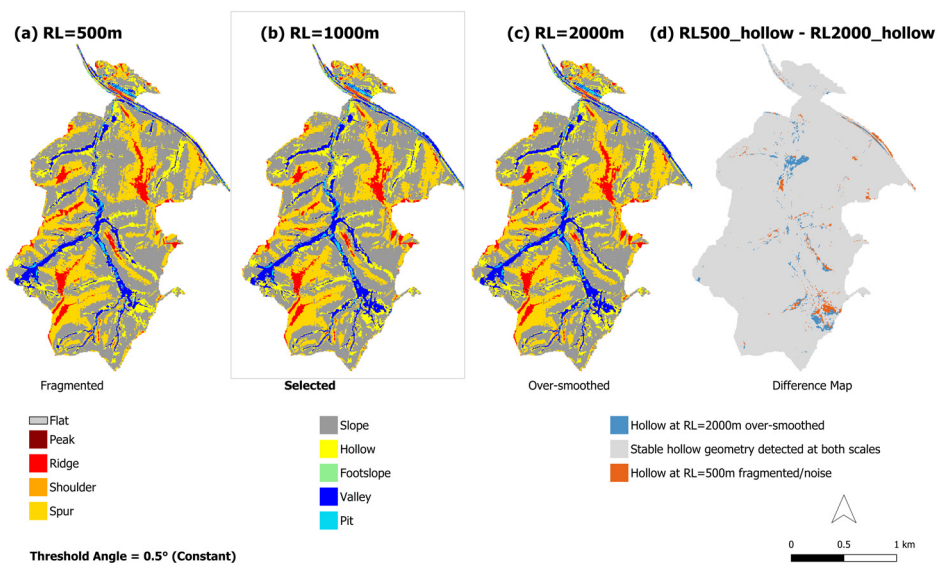 (a) RL=500m
(b) RL=1000m
(c) RL=2000m
(d) RL500_hollow - RL2000_hollow
Fragmented
Selected
Over-smoothed
Difference Map
Flat
Peak
Ridge
Shoulder
Spur
Slope
Hollow
Footslope
Valley
Pit
Hollow at RL=2000m over-smoothed
Stable hollow geometry detected at both scales
Hollow at RL=500m fragmented/noise
Threshold Angle = 0.5° (Constant)
0 0.5 1 km